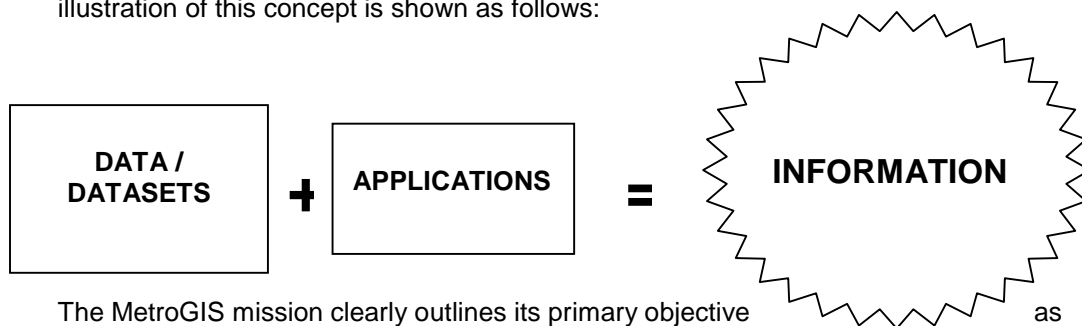 illustration of this concept is shown as follows:
DATA /
DATASETS
+
APPLICATIONS
=
INFORMATION
The MetroGIS mission clearly outlines its primary objective as